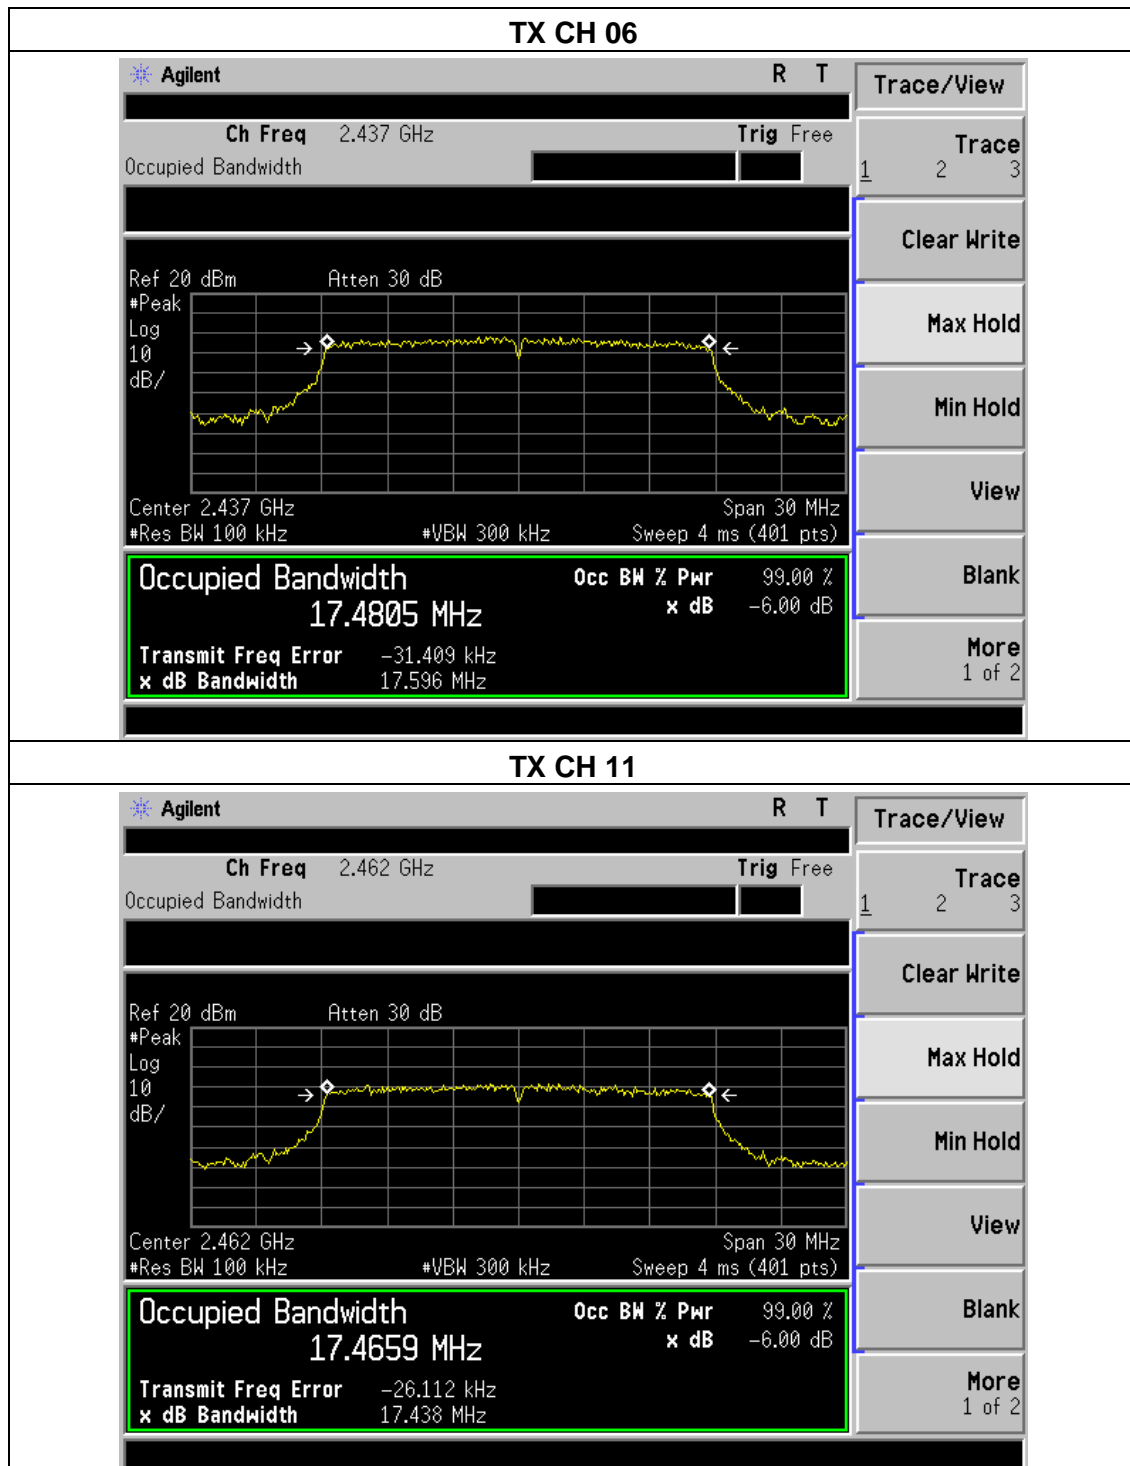 TX CH 06
Agilent R T Trace/View
Ch Freq 2.437 GHz Trig Free
Occupied Bandwidth
Trace
1 2 3
Clear Write
Ref 20 dBm Atten 30 dB
#Peak
Log
10
dB/
Max Hold
Min Hold
View
Center 2.437 GHz Span 30 MHz
#Res BW 100 kHz #VBW 300 kHz Sweep 4 ms (401 pts)
Occupied Bandwidth Occ BW % Pwr 99.00 %
17.4805 MHz x dB -6.00 dB
Blank
Transmit Freq Error -31.409 kHz
x dB Bandwidth 17.596 MHz
More
1 of 2
TX CH 11
Agilent R T Trace/View
Ch Freq 2.462 GHz Trig Free
Occupied Bandwidth
Trace
1 2 3
Clear Write
Ref 20 dBm Atten 30 dB
#Peak
Log
10
dB/
Max Hold
Min Hold
View
Center 2.462 GHz Span 30 MHz
#Res BW 100 kHz #VBW 300 kHz Sweep 4 ms (401 pts)
Occupied Bandwidth Occ BW % Pwr 99.00 %
17.4659 MHz x dB -6.00 dB
Blank
Transmit Freq Error -26.112 kHz
x dB Bandwidth 17.438 MHz
More
1 of 2